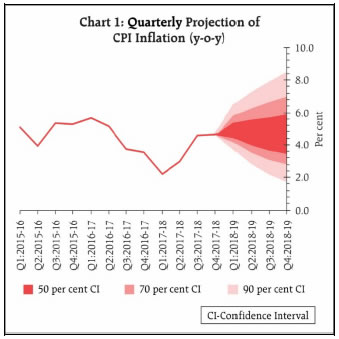 Chart 1: Quarterly Projection of
CPI Inflation (y-o-y)
10.0
8.0
6.0
4.0
2.0
0.0
Per cent
Q1:2015-16
Q2:2015-16
Q3:2015-16
Q4:2015-16
Q1:2016-17
Q2:2016-17
Q3:2016-17
Q4:2016-17
Q1:2017-18
Q2:2017-18
Q3:2017-18
Q4:2017-18
Q1:2018-19
Q2:2018-19
Q3:2018-19
Q4:2018-19
50 per cent CI
70 per cent CI
90 per cent CI
CI-Confidence Interval